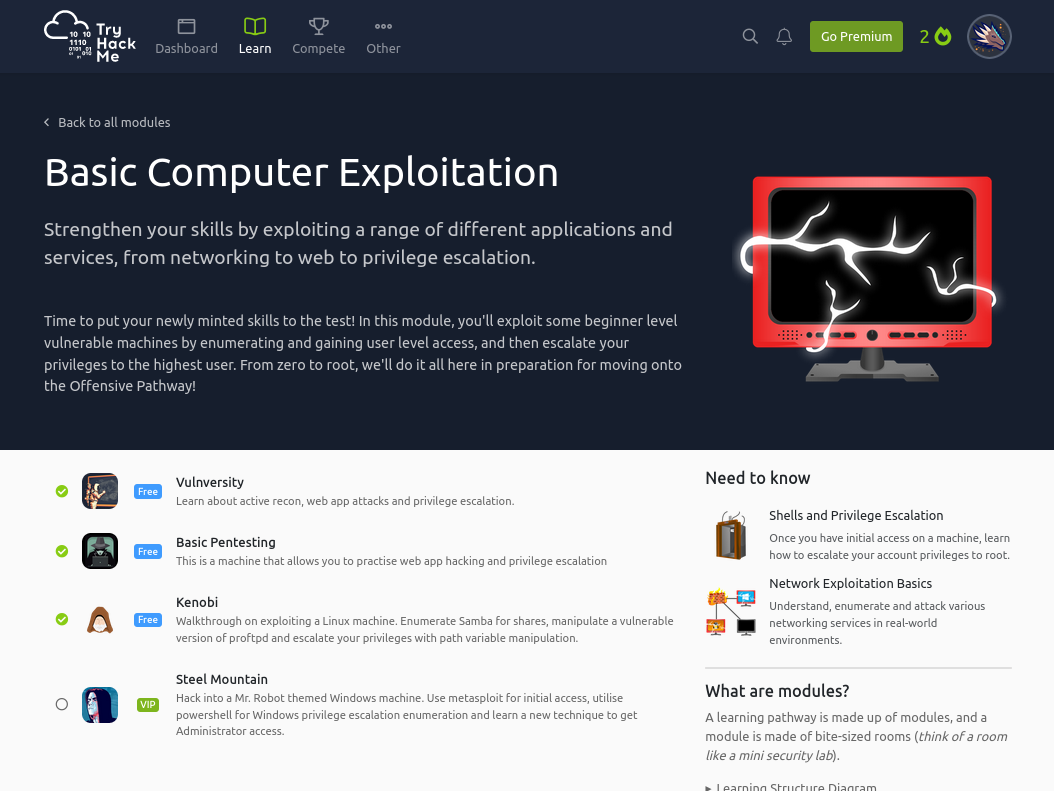 Try
Hack
Me
10 10
1110
0101 01
010
Dashboard
Learn
Compete
Other
Go Premium
2
Back to all modules
Basic Computer Exploitation
Strengthen your skills by exploiting a range of different applications and
services, from networking to web to privilege escalation.
Time to put your newly minted skills to the test! In this module, you'll exploit some beginner level
vulnerable machines by enumerating and gaining user level access, and then escalate your
privileges to the highest user. From zero to root, we'll do it all here in preparation for moving onto
the Offensive Pathway!
Free
Vulnversity
Learn about active recon, web app attacks and privilege escalation.
Free
Basic Pentesting
This is a machine that allows you to practise web app hacking and privilege escalation
Free
Kenobi
Walkthrough on exploiting a Linux machine. Enumerate Samba for shares, manipulate a vulnerable
version of proftpd and escalate your privileges with path variable manipulation.
VIP
Steel Mountain
Hack into a Mr. Robot themed Windows machine. Use metasploit for initial access, utilise
powershell for Windows privilege escalation enumeration and learn a new technique to get
Administrator access.
Need to know
Shells and Privilege Escalation
Once you have initial access on a machine, learn
how to escalate your account privileges to root.
Network Exploitation Basics
Understand, enumerate and attack various
networking services in real-world
environments.
What are modules?
A learning pathway is made up of modules, and a
module is made of bite-sized rooms (think of a room
like a mini security lab).
Learning Structure Diagram